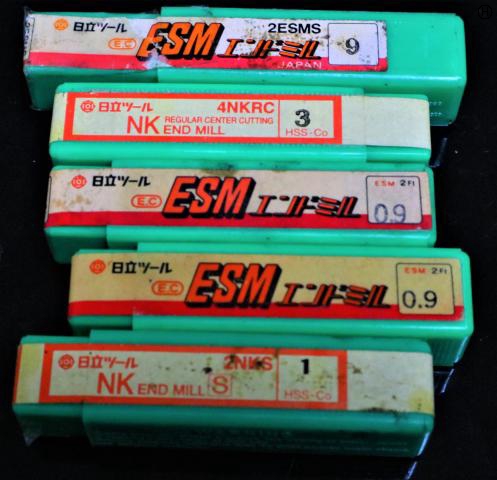 日立ツール 2ESMS
E.C ESM エンドミル 9
JAPAN
日立ツール 4NKRC 3
NK REGULAR CENTER CUTTING
END MILL HSS-Co
日立ツール ESM 2Ft
E.C ESM エンドミル 0.9
日立ツール ESM 2Ft
E.C ESM エンドミル 0.9
日立ツール 2NKS 1
NK END MILL S HSS-Co